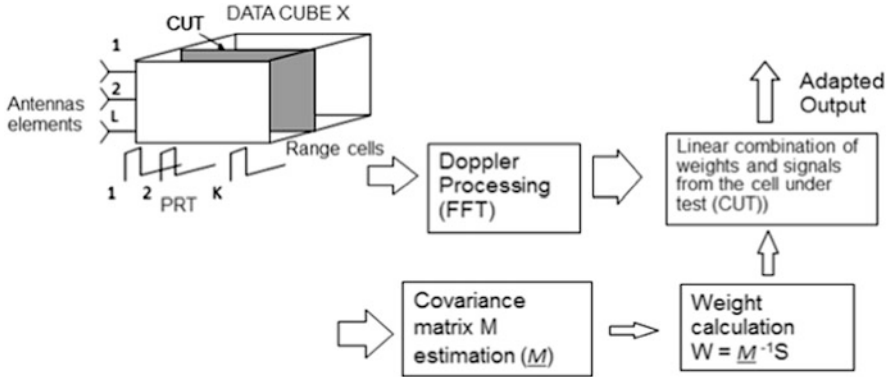 DATA CUBE X
CUT
1
2
L
Antennas
elements
Range cells
1 2 K
PRT
Doppler
Processing
(FFT)
Adapted
Output
Linear combination of
weights and signals
from the cell under
test (CUT))
Covariance
matrix M
estimation (M)
Weight
calculation
W = M ⁻¹S